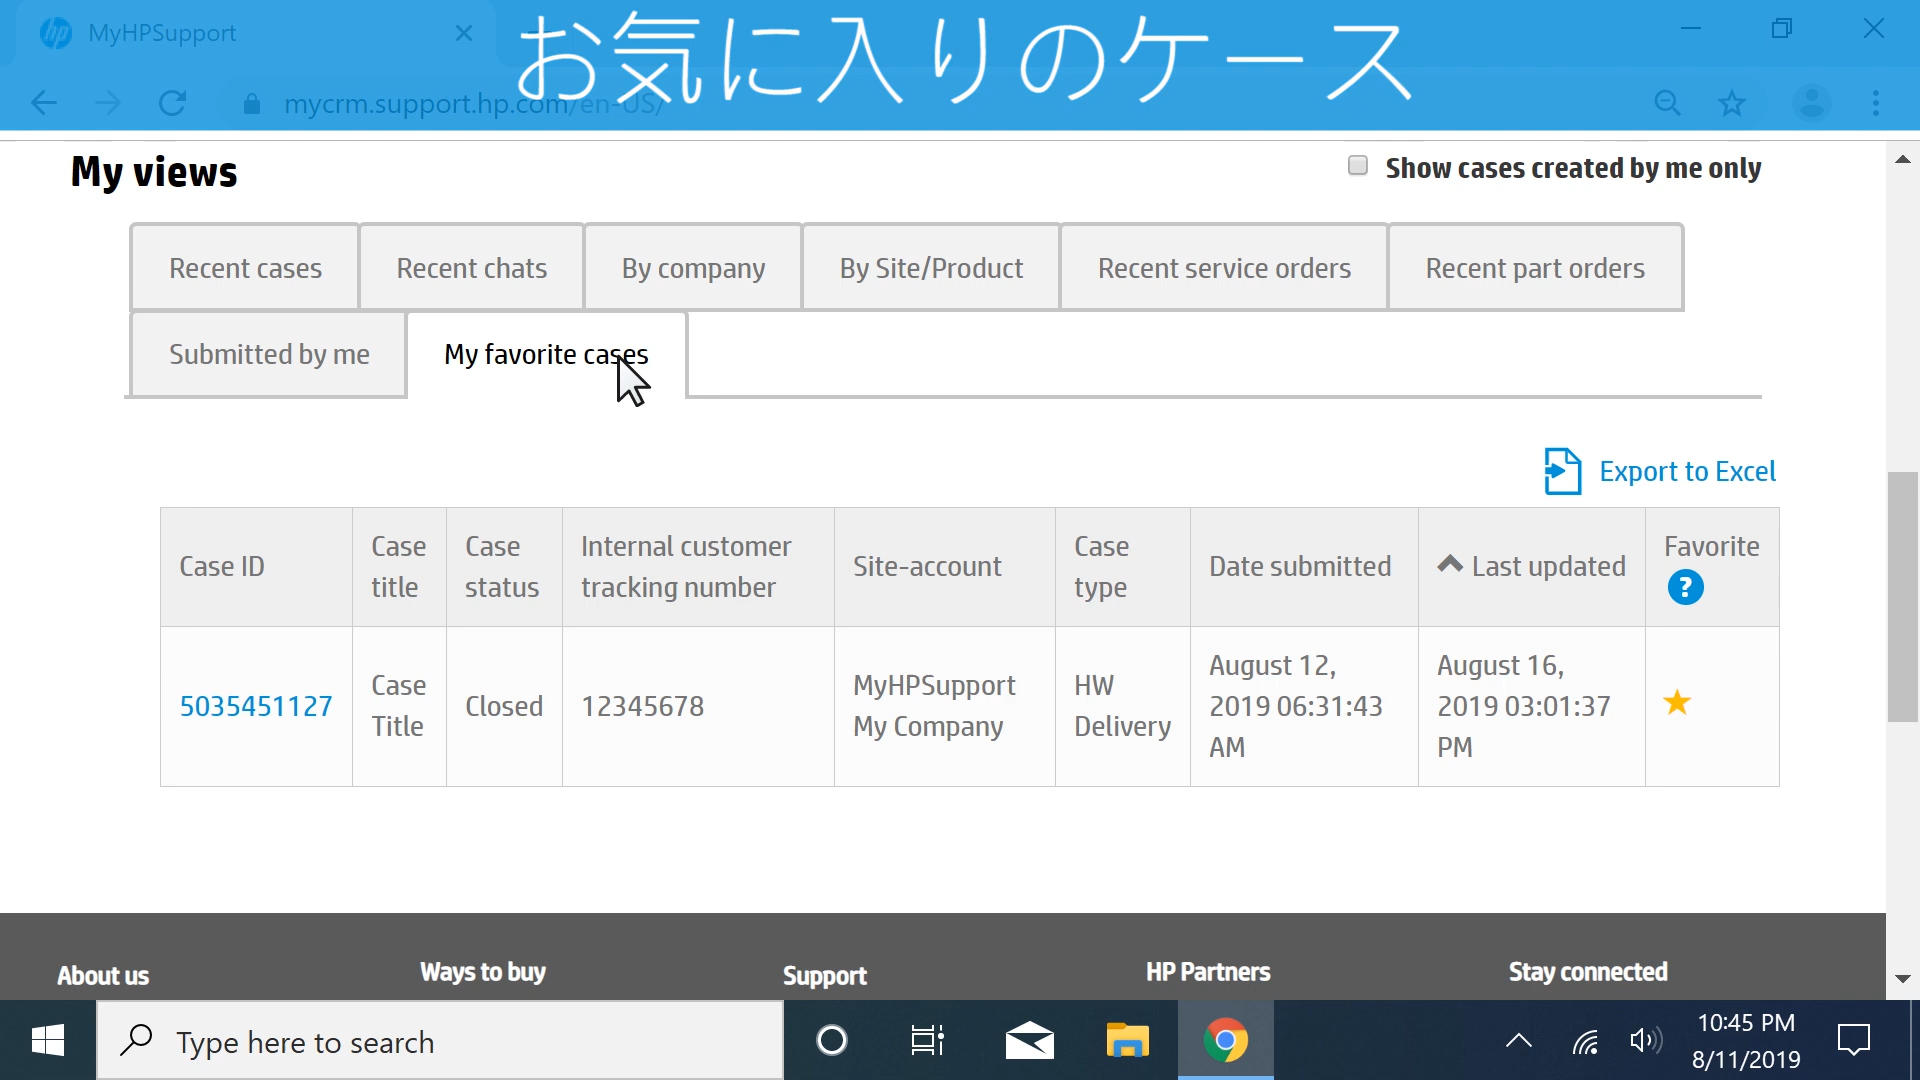 お気に入りのケース
MyHPSupport
mycrm.support.hp.com/en-US/
My views
Show cases created by me only
Recent cases
Recent chats
By company
By Site/Product
Recent service orders
Recent part orders
Submitted by me
My favorite cases
Export to Excel
Case ID
Case
title
Case
status
Internal customer
tracking number
Site-account
Case
type
Date submitted
Last updated
Favorite
?
5035451127
Case
Title
Closed
12345678
MyHPSupport
My Company
HW
Delivery
August 12,
2019 06:31:43
AM
August 16,
2019 03:01:37
PM
About us
Ways to buy
Support
HP Partners
Stay connected
Type here to search
10:45 PM
8/11/2019